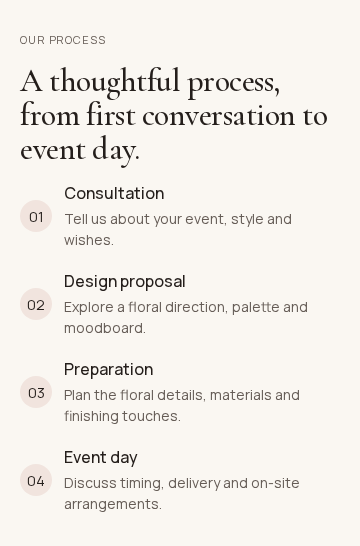 OUR PROCESS
A thoughtful process,
from first conversation to
event day.
Consultation
01
Tell us about your event, style and
wishes.
Design proposal
02
Explore a floral direction, palette and
moodboard.
Preparation
03
Plan the floral details, materials and
finishing touches.
Event day
04
Discuss timing, delivery and on-site
arrangements.